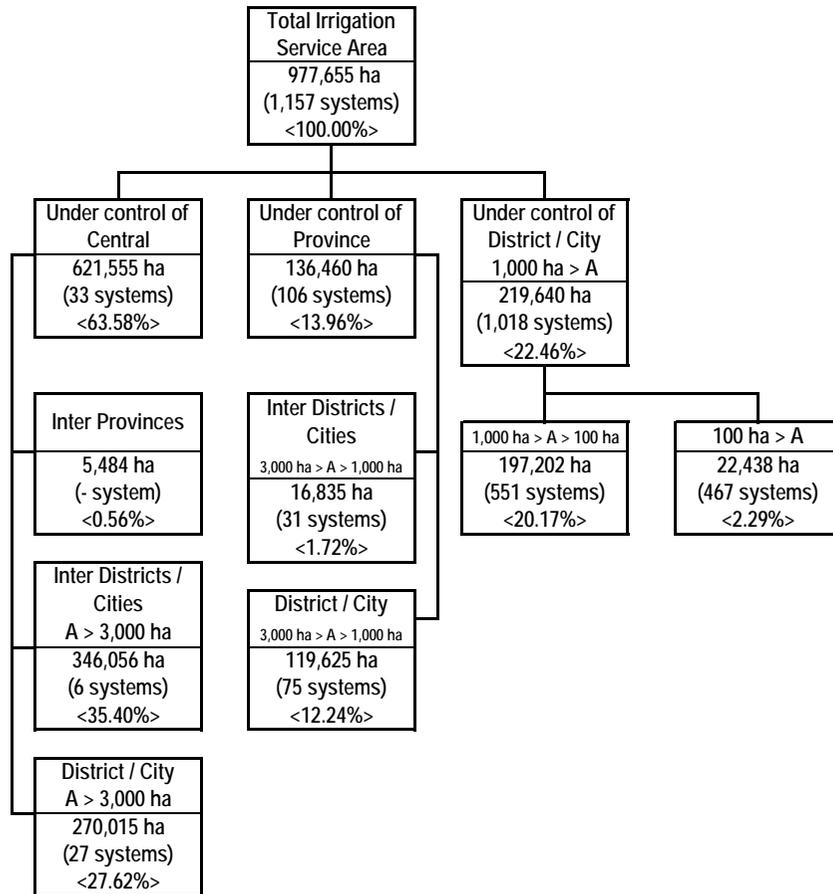 Total Irrigation
Service Area
977,655 ha
(1,157 systems)
<100.00%>
Under control of
Central
621,555 ha
(33 systems)
<63.58%>
Under control of
Province
136,460 ha
(106 systems)
<13.96%>
Under control of
District / City
1,000 ha > A
219,640 ha
(1,018 systems)
<22.46%>
Inter Provinces
5,484 ha
(- system)
<0.56%>
Inter Districts /
Cities
3,000 ha > A > 1,000 ha
16,835 ha
(31 systems)
<1.72%>
1,000 ha > A > 100 ha
197,202 ha
(551 systems)
<20.17%>
100 ha > A
22,438 ha
(467 systems)
<2.29%>
Inter Districts /
Cities
A > 3,000 ha
346,056 ha
(6 systems)
<35.40%>
District / City
3,000 ha > A > 1,000 ha
119,625 ha
(75 systems)
<12.24%>
District / City
A > 3,000 ha
270,015 ha
(27 systems)
<27.62%>